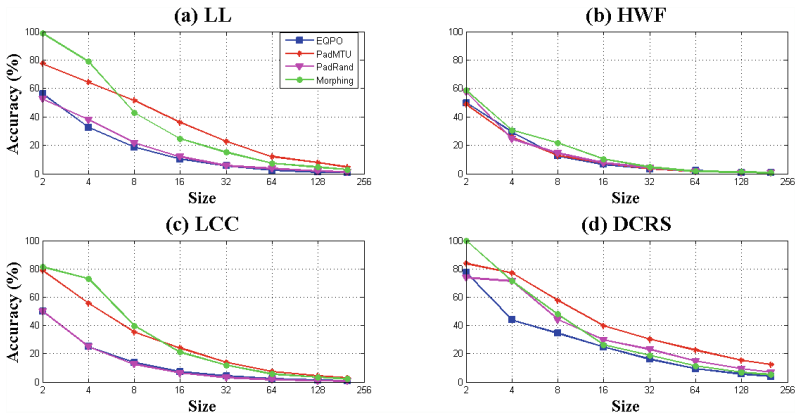 (a) LL
(b) HWF
100
80
60
40
20
0
Accuracy (%)
EQPO
PadMTU
PadRand
Morphing
2 4 8 16 32 64 128 256
Size
100
80
60
40
20
0
Accuracy (%)
2 4 8 16 32 64 128 256
Size
(c) LCC
(d) DCRS
100
80
60
40
20
0
Accuracy (%)
2 4 8 16 32 64 128 256
Size
100
80
60
40
20
0
Accuracy (%)
2 4 8 16 32 64 128 256
Size